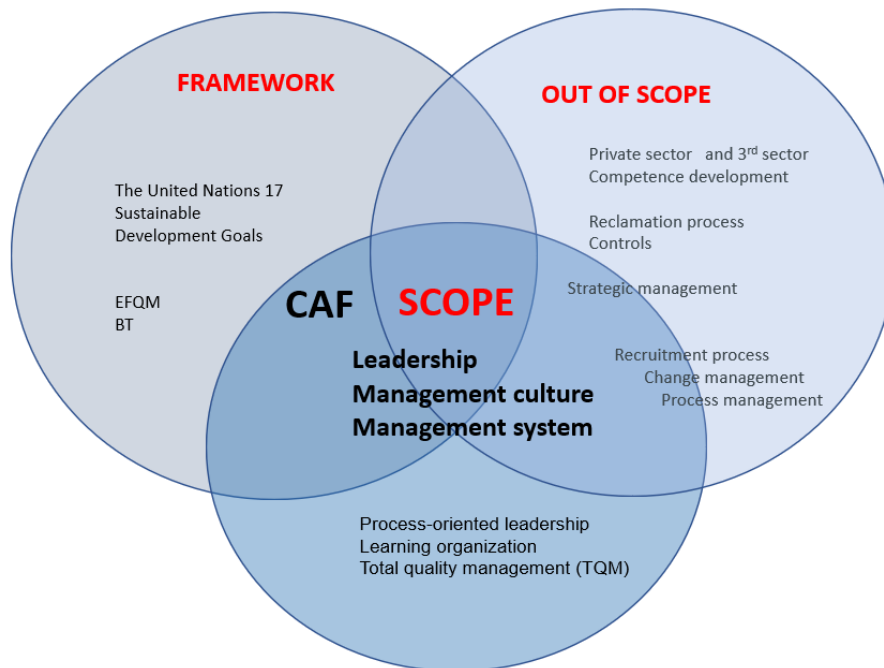 FRAMEWORK
OUT OF SCOPE
Private sector and 3rd sector
Competence development
The United Nations 17
Sustainable
Development Goals
Reclamation process
Controls
EFQM
BT
CAF
SCOPE
Strategic management
Leadership
Management culture
Management system
Recruitment process
Change management
Process management
Process-oriented leadership
Learning organization
Total quality management (TQM)